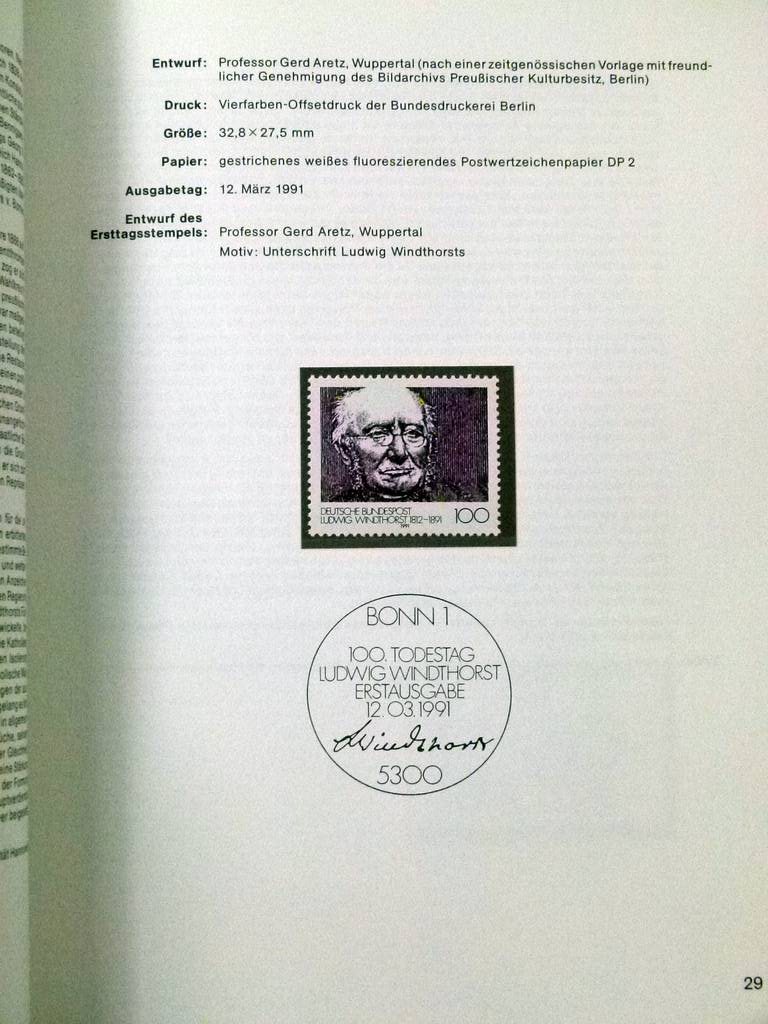 Entwurf: Professor Gerd Aretz, Wuppertal (nach einer zeitgenössischen Vorlage mit freund-
licher Genehmigung des Bildarchivs Preußischer Kulturbesitz, Berlin)
Druck: Vierfarben-Offsetdruck der Bundesdruckerei Berlin
Größe: 32,8 × 27,5 mm
Papier: gestrichenes weißes fluoreszierendes Postwertzeichenpapier DP 2
Ausgabetag: 12. März 1991
Entwurf des
Ersttagsstempels: Professor Gerd Aretz, Wuppertal
Motiv: Unterschrift Ludwig Windthorsts
DEUTSCHE BUNDESPOST
LUDWIG WINDTHORST 1812–1891 100
1991
BONN 1
100. TODESTAG
LUDWIG WINDTHORST
ERSTAUSGABE
12.03.1991
LWindthorst
5300
29